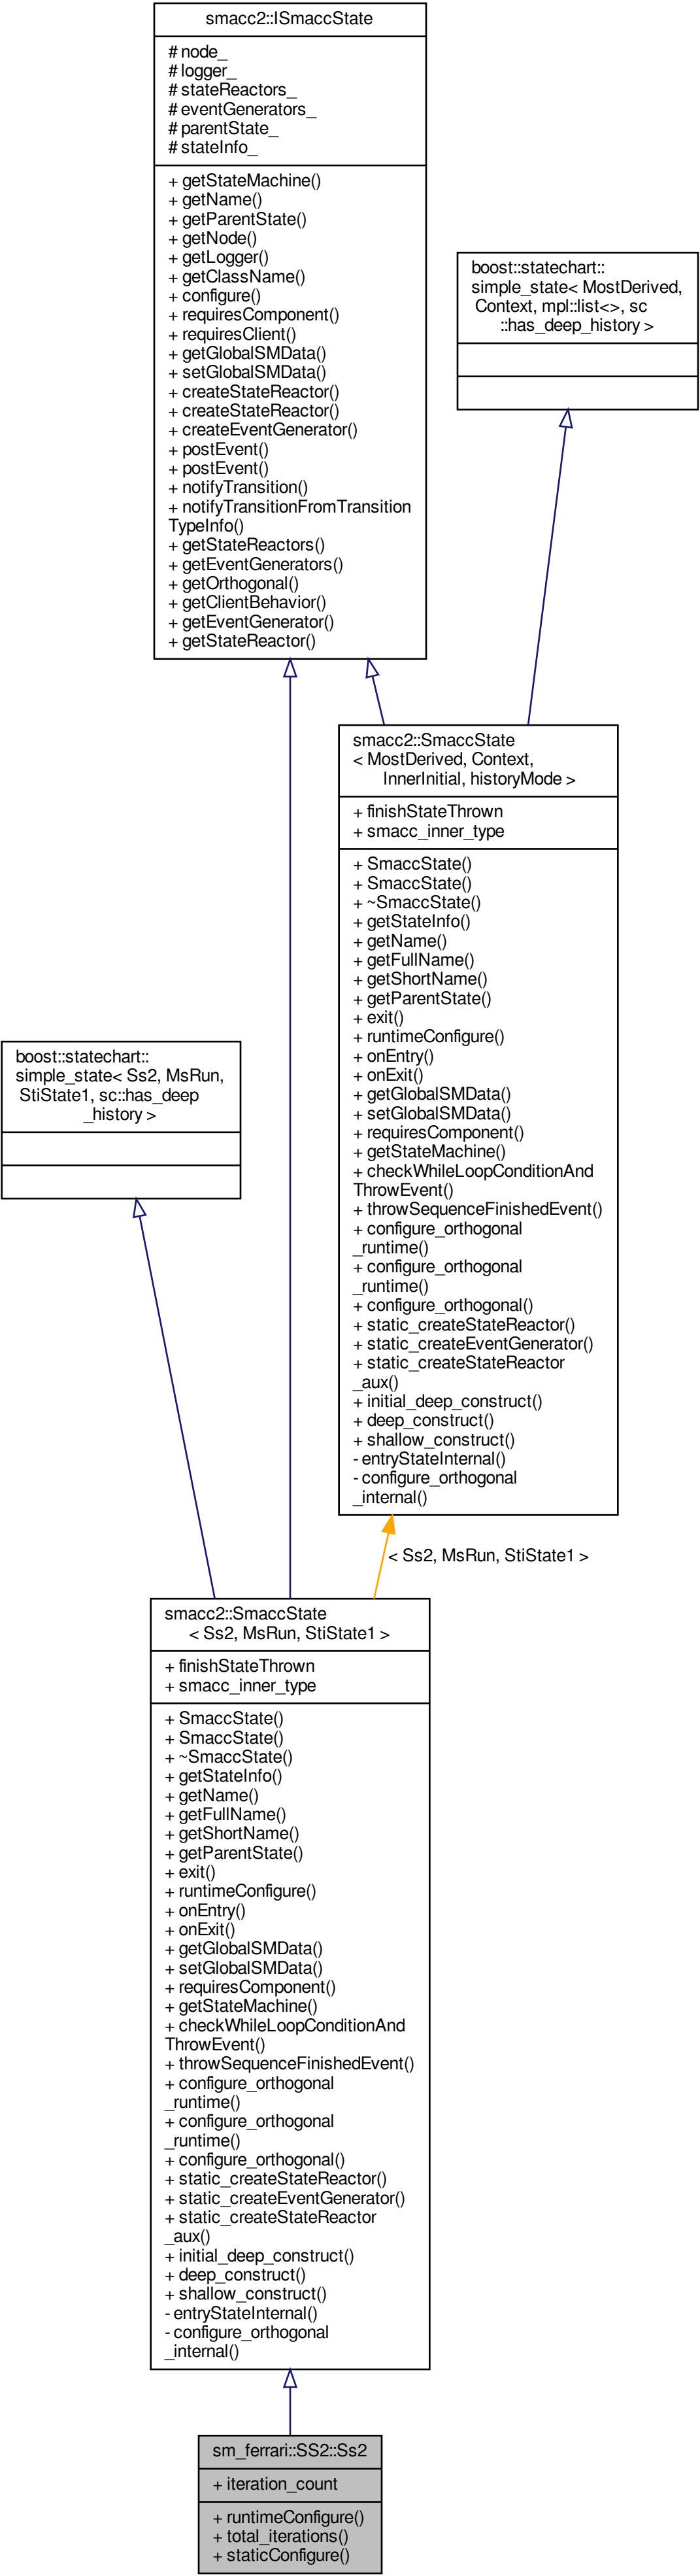 smacc2::ISmaccState
# node_
# logger_
# stateReactors_
# eventGenerators_
# parentState_
# stateInfo_
+ getStateMachine()
+ getName()
+ getParentState()
+ getNode()
+ getLogger()
+ getClassName()
+ configure()
+ requiresComponent()
+ requiresClient()
+ getGlobalSMData()
+ setGlobalSMData()
+ createStateReactor()
+ createStateReactor()
+ createEventGenerator()
+ postEvent()
+ postEvent()
+ notifyTransition()
+ notifyTransitionFromTransition
TypeInfo()
+ getStateReactors()
+ getEventGenerators()
+ getOrthogonal()
+ getClientBehavior()
+ getEventGenerator()
+ getStateReactor()
boost::statechart::
simple_state< MostDerived,
Context, mpl::list<>, sc
::has_deep_history >
smacc2::SmaccState
< MostDerived, Context,
InnerInitial, historyMode >
+ finishStateThrown
+ smacc_inner_type
+ SmaccState()
+ SmaccState()
+ ~SmaccState()
+ getStateInfo()
+ getName()
+ getFullName()
+ getShortName()
+ getParentState()
+ exit()
+ runtimeConfigure()
+ onEntry()
+ onExit()
+ getGlobalSMData()
+ setGlobalSMData()
+ requiresComponent()
+ getStateMachine()
+ checkWhileLoopConditionAnd
ThrowEvent()
+ throwSequenceFinishedEvent()
+ configure_orthogonal
_runtime()
+ configure_orthogonal
_runtime()
+ configure_orthogonal()
+ static_createStateReactor()
+ static_createEventGenerator()
+ static_createStateReactor
_aux()
+ initial_deep_construct()
+ deep_construct()
+ shallow_construct()
- entryStateInternal()
- configure_orthogonal
_internal()
boost::statechart::
simple_state< Ss2, MsRun,
StiState1, sc::has_deep
_history >
< Ss2, MsRun, StiState1 >
smacc2::SmaccState
< Ss2, MsRun, StiState1 >
+ finishStateThrown
+ smacc_inner_type
+ SmaccState()
+ SmaccState()
+ ~SmaccState()
+ getStateInfo()
+ getName()
+ getFullName()
+ getShortName()
+ getParentState()
+ exit()
+ runtimeConfigure()
+ onEntry()
+ onExit()
+ getGlobalSMData()
+ setGlobalSMData()
+ requiresComponent()
+ getStateMachine()
+ checkWhileLoopConditionAnd
ThrowEvent()
+ throwSequenceFinishedEvent()
+ configure_orthogonal
_runtime()
+ configure_orthogonal
_runtime()
+ configure_orthogonal()
+ static_createStateReactor()
+ static_createEventGenerator()
+ static_createStateReactor
_aux()
+ initial_deep_construct()
+ deep_construct()
+ shallow_construct()
- entryStateInternal()
- configure_orthogonal
_internal()
sm_ferrari::SS2::Ss2
+ iteration_count
+ runtimeConfigure()
+ total_iterations()
+ staticConfigure()